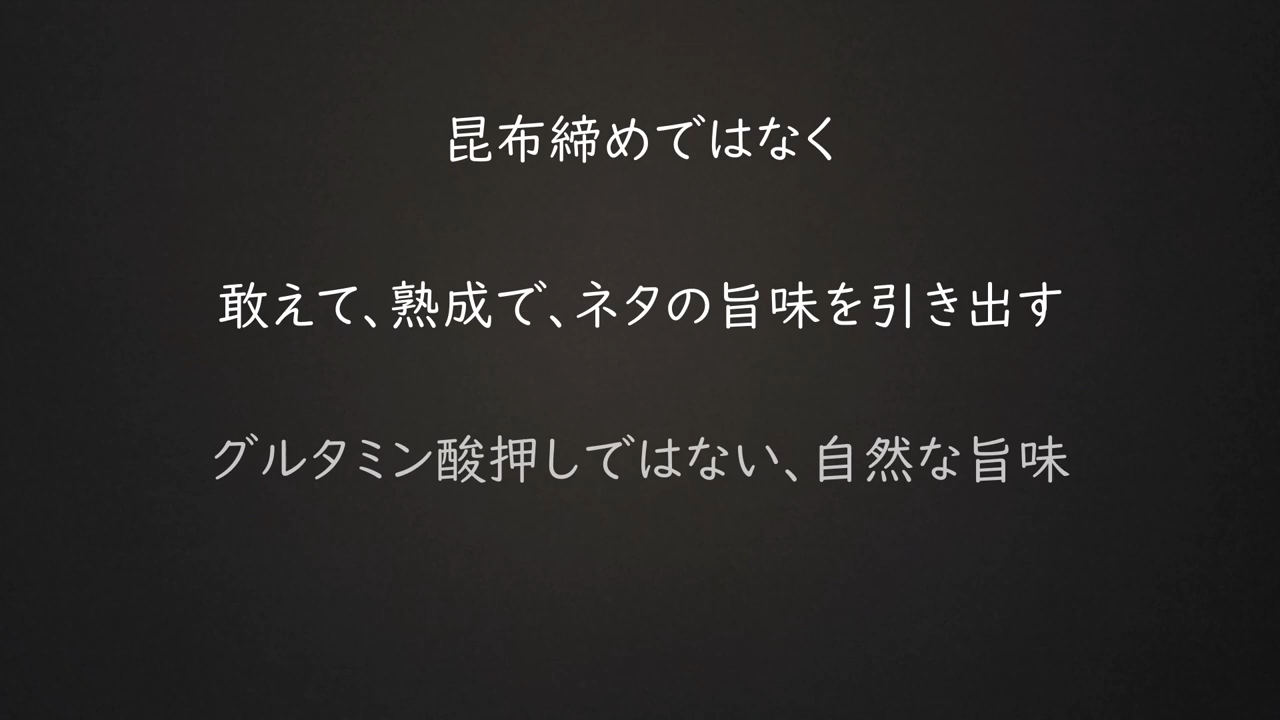 昆布締めではなく
敢えて、熟成で、ネタの旨味を引き出す
グルタミン酸押しではない、自然な旨味